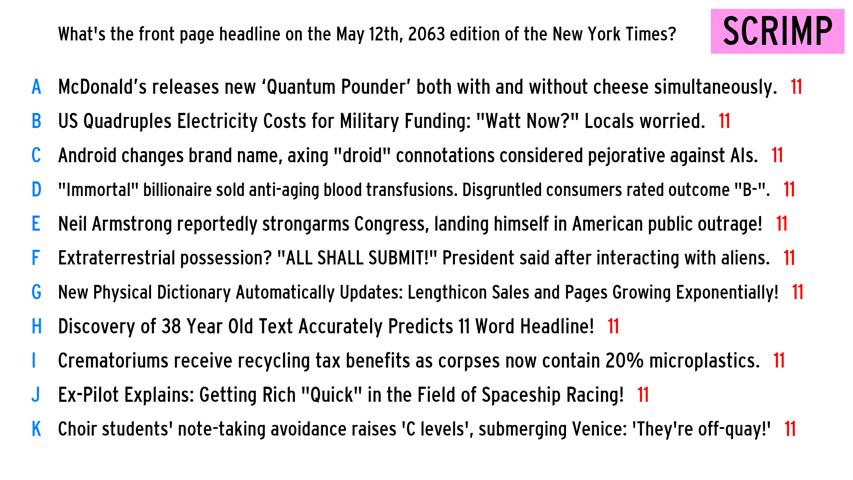 What's the front page headline on the May 12th, 2063 edition of the New York Times?
SCRIMP
A McDonald’s releases new ‘Quantum Pounder’ both with and without cheese simultaneously. 11
B US Quadruples Electricity Costs for Military Funding: "Watt Now?" Locals worried. 11
C Android changes brand name, axing "droid" connotations considered pejorative against AIs. 11
D "Immortal" billionaire sold anti-aging blood transfusions. Disgruntled consumers rated outcome "B-". 11
E Neil Armstrong reportedly strongarms Congress, landing himself in American public outrage! 11
F Extraterrestrial possession? "ALL SHALL SUBMIT!" President said after interacting with aliens. 11
G New Physical Dictionary Automatically Updates: Lengthicon Sales and Pages Growing Exponentially! 11
H Discovery of 38 Year Old Text Accurately Predicts 11 Word Headline! 11
I Crematoriums receive recycling tax benefits as corpses now contain 20% microplastics. 11
J Ex-Pilot Explains: Getting Rich "Quick" in the Field of Spaceship Racing! 11
K Choir students' note-taking avoidance raises 'C levels', submerging Venice: 'They're off-quay!' 11